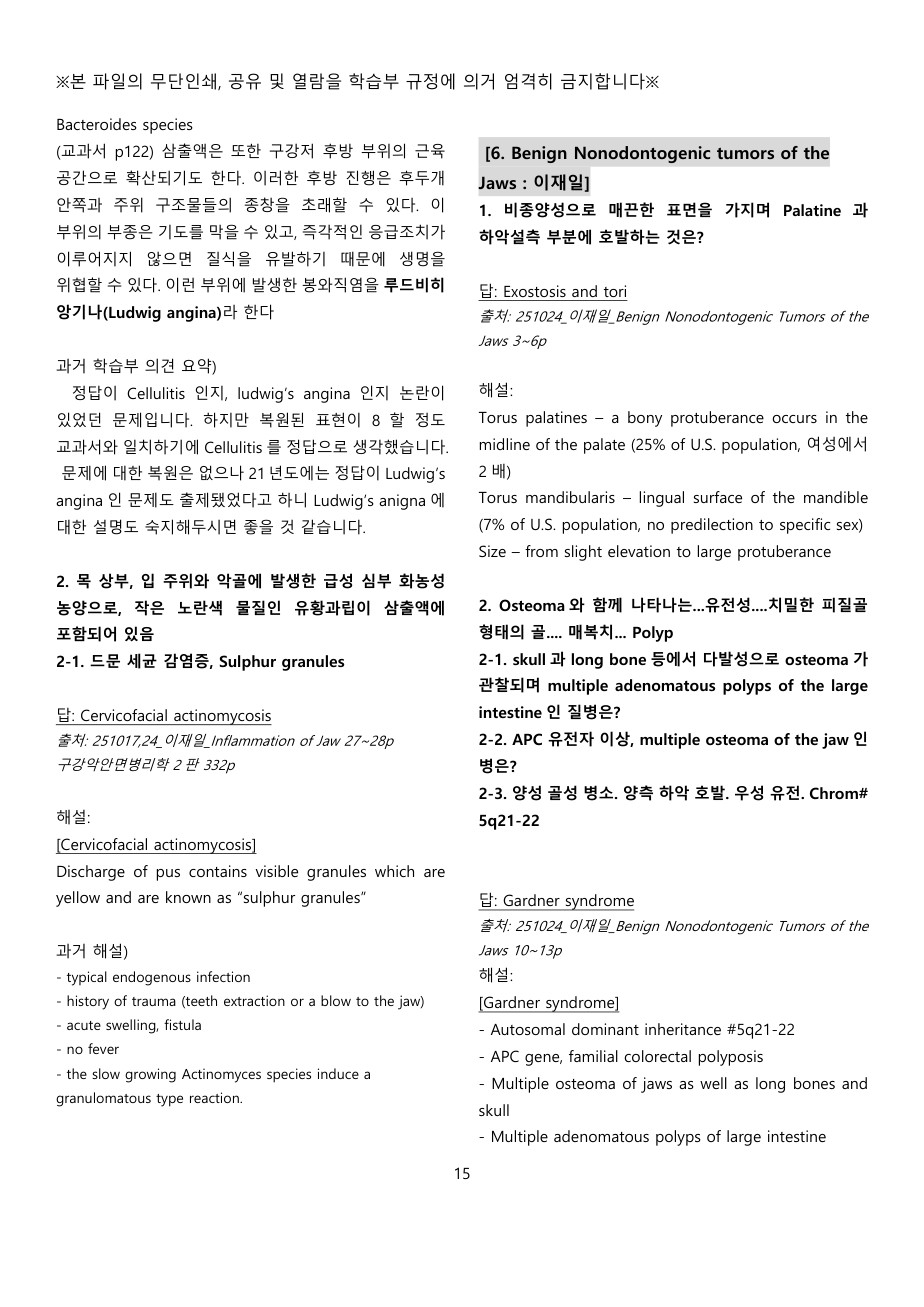 ※본 파일의 무단인쇄, 공유 및 열람을 학습부 규정에 의거 엄격히 금지합니다※
Bacteroides species
(교과서 p122) 삼출액은 또한 구강저 후방 부위의 근육
공간으로 확산되기도 한다. 이러한 후방 진행은 후두개
안쪽과 주위 구조물들의 종창을 초래할 수 있다. 이
부위의 부종은 기도를 막을 수 있고, 즉각적인 응급조치가
이루어지지 않으면 질식을 유발하기 때문에 생명을
위협할 수 있다. 이런 부위에 발생한 봉와직염을 루드비히
앙기나(Ludwig angina)라 한다
과거 학습부 의견 요약)
정답이 Cellulitis 인지, ludwig‘s angina 인지 논란이
있었던 문제입니다. 하지만 복원된 표현이 8 할 정도
교과서와 일치하기에 Cellulitis 를 정답으로 생각했습니다.
문제에 대한 복원은 없으나 21 년도에는 정답이 Ludwig’s
angina 인 문제도 출제됐었다고 하니 Ludwig’s anigna 에
대한 설명도 숙지해두시면 좋을 것 같습니다.
2. 목 상부, 입 주위와 악골에 발생한 급성 심부 화농성
농양으로, 작은 노란색 물질인 유황과립이 삼출액에
포함되어 있음
2-1. 드문 세균 감염증, Sulphur granules
답: Cervicofacial actinomycosis
출처: 251017,24_이재일_Inflammation of Jaw 27~28p
구강악안면병리학 2 판 332p
해설:
[Cervicofacial actinomycosis]
Discharge of pus contains visible granules which are
yellow and are known as “sulphur granules”
과거 해설)
- typical endogenous infection
- history of trauma (teeth extraction or a blow to the jaw)
- acute swelling, fistula
- no fever
- the slow growing Actinomyces species induce a
granulomatous type reaction.
[6. Benign Nonodontogenic tumors of the
Jaws : 이재일]
1. 비종양성으로 매끈한 표면을 가지며 Palatine 과
하악설측 부분에 호발하는 것은?
답: Exostosis and tori
출처: 251024_이재일_Benign Nonodontogenic Tumors of the
Jaws 3~6p
해설:
Torus palatines – a bony protuberance occurs in the
midline of the palate (25% of U.S. population, 여성에서
2 배)
Torus mandibularis – lingual surface of the mandible
(7% of U.S. population, no predilection to specific sex)
Size – from slight elevation to large protuberance
2. Osteoma 와 함께 나타나는...유전성....치밀한 피질골
형태의 골.... 매복치... Polyp
2-1. skull 과 long bone 등에서 다발성으로 osteoma 가
관찰되며 multiple adenomatous polyps of the large
intestine 인 질병은?
2-2. APC 유전자 이상, multiple osteoma of the jaw 인
병은?
2-3. 양성 골성 병소. 양측 하악 호발. 우성 유전. Chrom#
5q21-22
답: Gardner syndrome
출처: 251024_이재일_Benign Nonodontogenic Tumors of the
Jaws 10~13p
해설:
[Gardner syndrome]
- Autosomal dominant inheritance #5q21-22
- APC gene, familial colorectal polyposis
- Multiple osteoma of jaws as well as long bones and
skull
- Multiple adenomatous polyps of large intestine
15